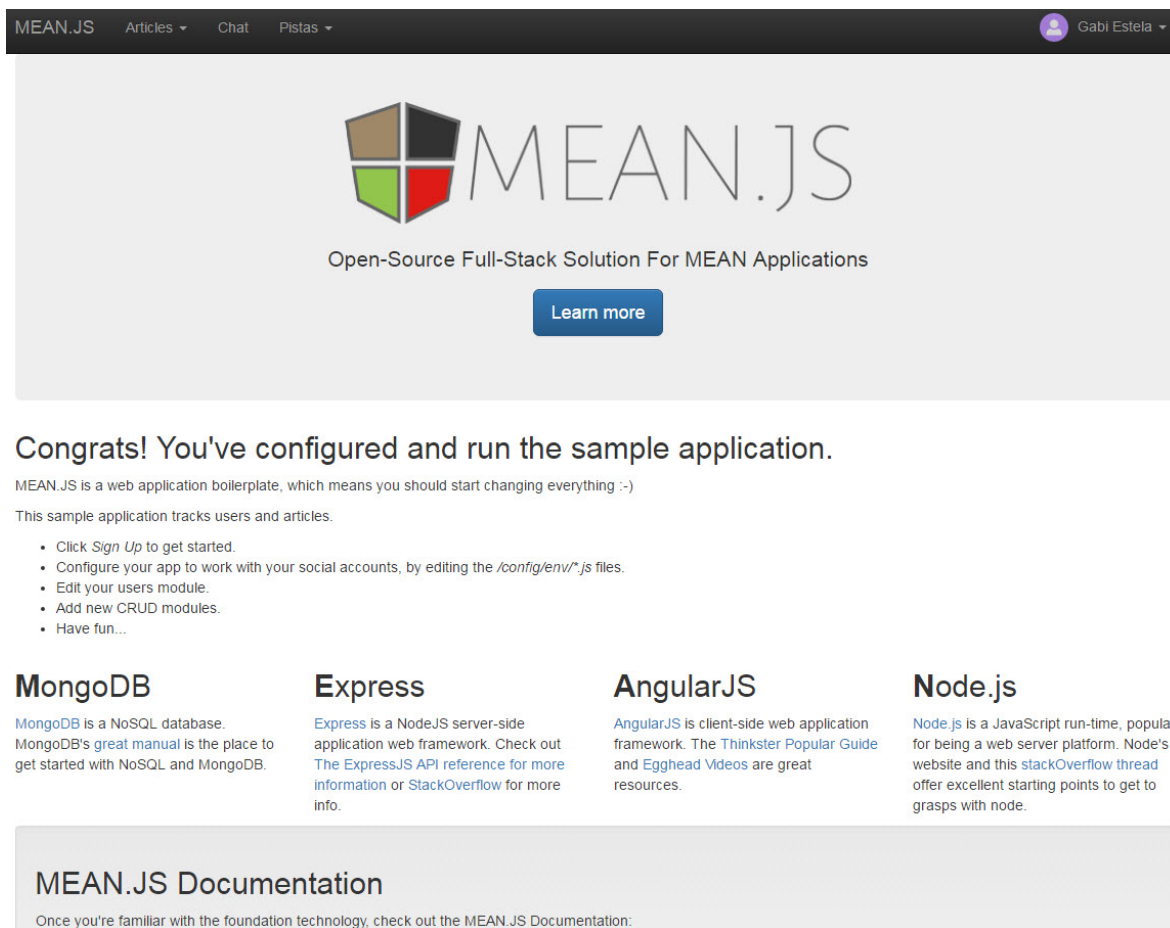 MEAN.JS Articles Chat Pistas Gabi Estela
MEAN.JS
Open-Source Full-Stack Solution For MEAN Applications
Learn more
Congrats! You've configured and run the sample application.
MEAN.JS is a web application boilerplate, which means you should start changing everything :-)
This sample application tracks users and articles.
• Click Sign Up to get started.
• Configure your app to work with your social accounts, by editing the /config/env/*.js files.
• Edit your users module.
• Add new CRUD modules.
• Have fun...
MongoDB
MongoDB is a NoSQL database.
MongoDB's great manual is the place to
get started with NoSQL and MongoDB.
Express
Express is a NodeJS server-side
application web framework. Check out
The ExpressJS API reference for more
information or StackOverflow for more
info.
AngularJS
AngularJS is client-side web application
framework. The Thinkster Popular Guide
and Egghead Videos are great
resources.
Node.js
Node.js is a JavaScript run-time, popula
for being a web server platform. Node's
website and this stackOverflow thread
offer excellent starting points to get to
grasps with node.
MEAN.JS Documentation
Once you're familiar with the foundation technology, check out the MEAN.JS Documentation: